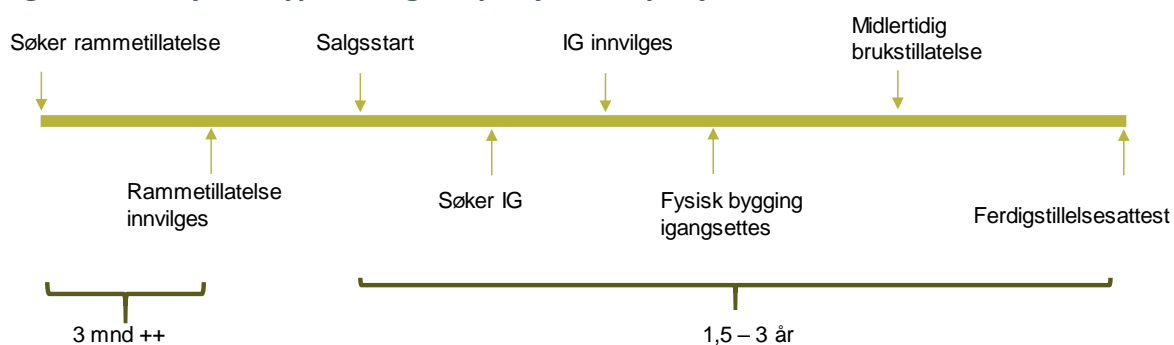 Søker rammetillatelse
Salgsstart
IG innvilges
Midlertidig
brukstillatelse
Rammetillatelse
innvilges
Søker IG
Fysisk bygging
igangsettes
Ferdigstillelsesattest
3 mnd ++
1,5 – 3 år